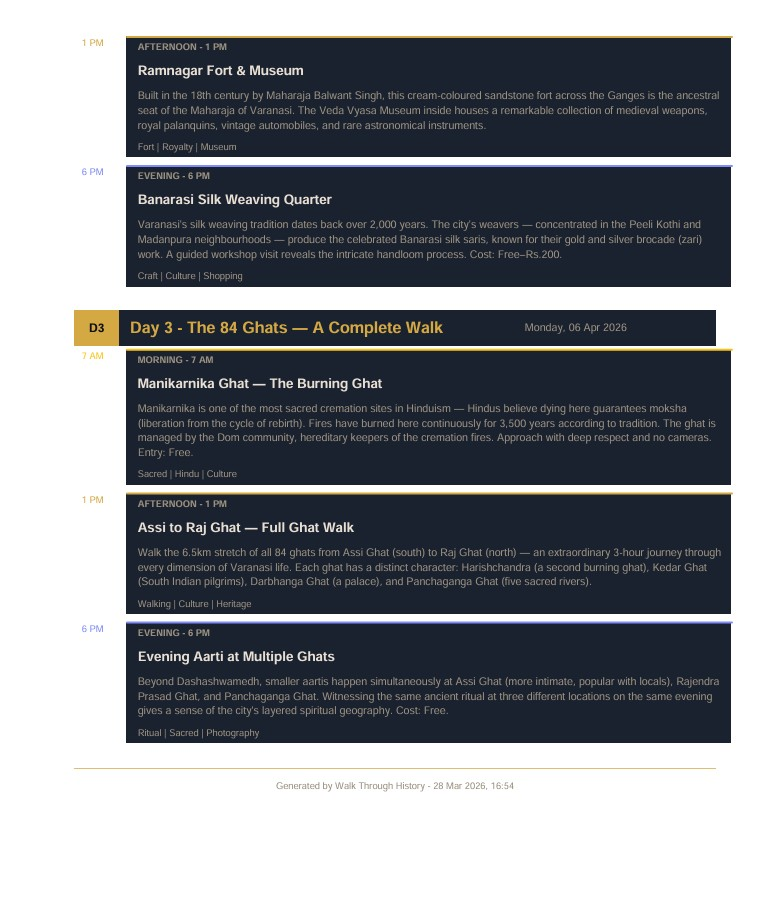 1 PM
AFTERNOON - 1 PM
Ramnagar Fort & Museum
Built in the 18th century by Maharaja Balwant Singh, this cream-coloured sandstone fort across the Ganges is the ancestral
seat of the Maharaja of Varanasi. The Veda Vyasa Museum inside houses a remarkable collection of medieval weapons,
royal palanquins, vintage automobiles, and rare astronomical instruments.
Fort | Royalty | Museum
6 PM
EVENING - 6 PM
Banarasi Silk Weaving Quarter
Varanasi's silk weaving tradition dates back over 2,000 years. The city's weavers — concentrated in the Peeli Kothi and
Madanpura neighbourhoods — produce the celebrated Banarasi silk saris, known for their gold and silver brocade (zari)
work. A guided workshop visit reveals the intricate handloom process. Cost: Free–Rs.200.
Craft | Culture | Shopping
D3 Day 3 - The 84 Ghats — A Complete Walk Monday, 06 Apr 2026
7 AM
MORNING - 7 AM
Manikarnika Ghat — The Burning Ghat
Manikarnika is one of the most sacred cremation sites in Hinduism — Hindus believe dying here guarantees moksha
(liberation from the cycle of rebirth). Fires have burned here continuously for 3,500 years according to tradition. The ghat is
managed by the Dom community, hereditary keepers of the cremation fires. Approach with deep respect and no cameras.
Entry: Free.
Sacred | Hindu | Culture
1 PM
AFTERNOON - 1 PM
Assi to Raj Ghat — Full Ghat Walk
Walk the 6.5km stretch of all 84 ghats from Assi Ghat (south) to Raj Ghat (north) — an extraordinary 3-hour journey through
every dimension of Varanasi life. Each ghat has a distinct character: Harishchandra (a second burning ghat), Kedar Ghat
(South Indian pilgrims), Darbhanga Ghat (a palace), and Panchaganga Ghat (five sacred rivers).
Walking | Culture | Heritage
6 PM
EVENING - 6 PM
Evening Aarti at Multiple Ghats
Beyond Dashashwamedh, smaller aartis happen simultaneously at Assi Ghat (more intimate, popular with locals), Rajendra
Prasad Ghat, and Panchaganga Ghat. Witnessing the same ancient ritual at three different locations on the same evening
gives a sense of the city's layered spiritual geography. Cost: Free.
Ritual | Sacred | Photography
Generated by Walk Through History - 28 Mar 2026, 16:54